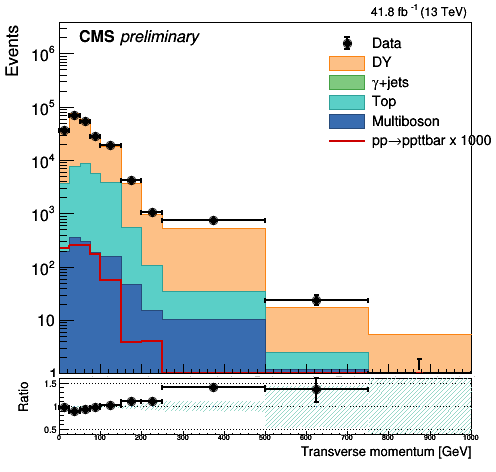 41.8 fb⁻¹ (13 TeV)
CMS preliminary
Events
10⁶
10⁵
10⁴
10³
10²
10
1
Data
DY
γ+jets
Top
Multiboson
pp→ppttbar x 1000
Ratio
1.5
1.0
0.5
0 100 200 300 400 500 600 700 800 900 1000
Transverse momentum [GeV]